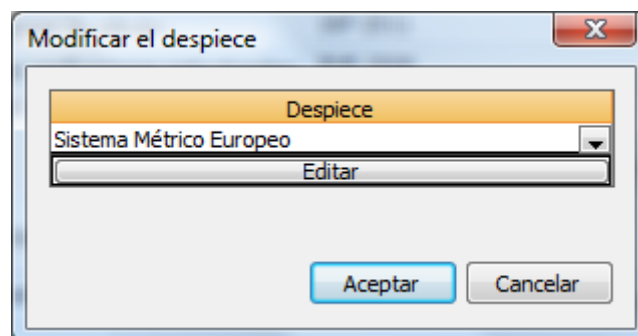 Modificar el despiece
Despiece
Sistema Métrico Europeo
Editar
Aceptar
Cancelar